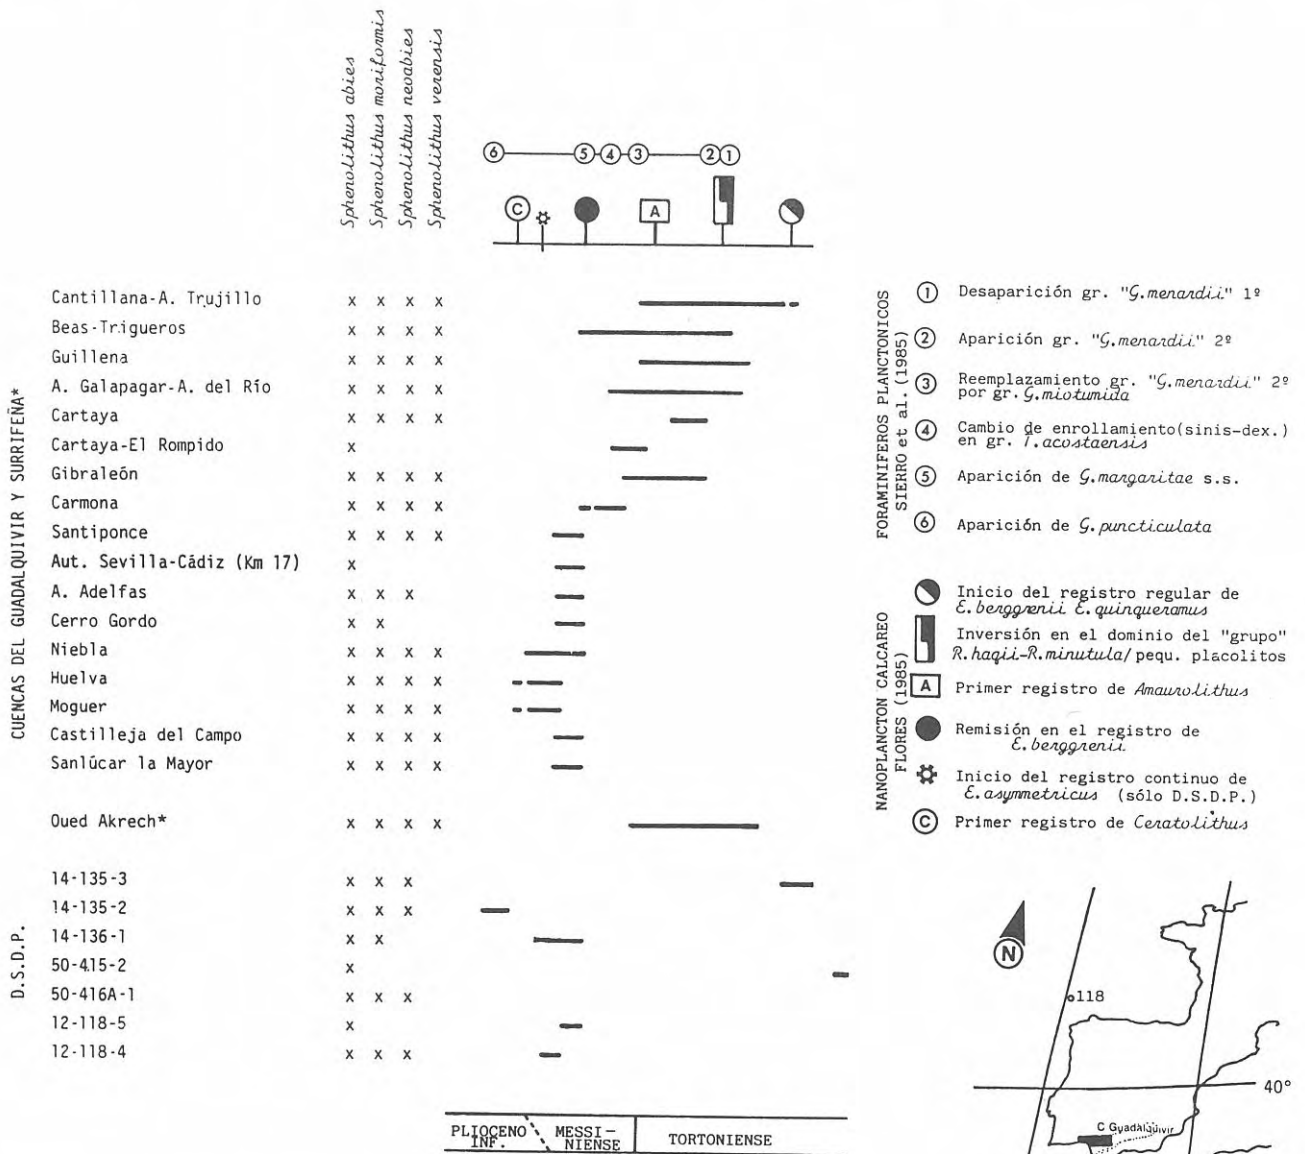 Sphenolithus abies
Sphenolithus moriformis
Sphenolithus neoabies
Sphenolithus verensis
6 5 4 3 2 1
C A
CUENCAS DEL GUADALQUIVIR Y SURRIFEÑA*
Cantillana-A. Trujillo x x x x
Beas-Trigueros x x x x
Guillena x x x x
A. Galapagar-A. del Río x x x x
Cartaya x x x x
Cartaya-El Rompido x
Gibraleón x x x x
Carmona x x x x
Santiponce x x x x
Aut. Sevilla-Cádiz (Km 17) x
A. Adelfas x x x
Cerro Gordo x x
Niebla x x x x
Huelva x x x x
Moguer x x x x
Castilleja del Campo x x x x
Sanlúcar la Mayor x x x x
Oued Akrech* x x x x
D.S.D.P.
14-135-3 x x x
14-135-2 x x x
14-136-1 x x
50-415-2 x
50-416A-1 x x x
12-118-5 x
12-118-4 x x x
PLIOCENO INF.
MESSI-
NIENSE
TORTONIENSE
FORAMINIFEROS PLANCTONICOS
SIERRO et al. (1985)
1 Desaparición gr. "G.menardii" 1º
2 Aparición gr. "G.menardii" 2º
3 Reemplazamiento gr. "G.menardii" 2º
por gr. G.miotumida
4 Cambio de enrollamiento(sinis-dex.)
en gr. T.acostaensis
5 Aparición de G.margaritae s.s.
6 Aparición de G.puncticulata
NANOPLANCTON CALCAREO
FLORES (1985)
Inicio del registro regular de
E.berggrenii E.quinqueramus
Inversión en el dominio del "grupo"
R.haqii-R.minutula/pequ. placolitos
A Primer registro de Amaurolithus
Remisión en el registro de
E.berggrenii
Inicio del registro continuo de
E.asymmetricus (sólo D.S.D.P.)
C Primer registro de Ceratolithus
N
118
40°
C Guadalquivir